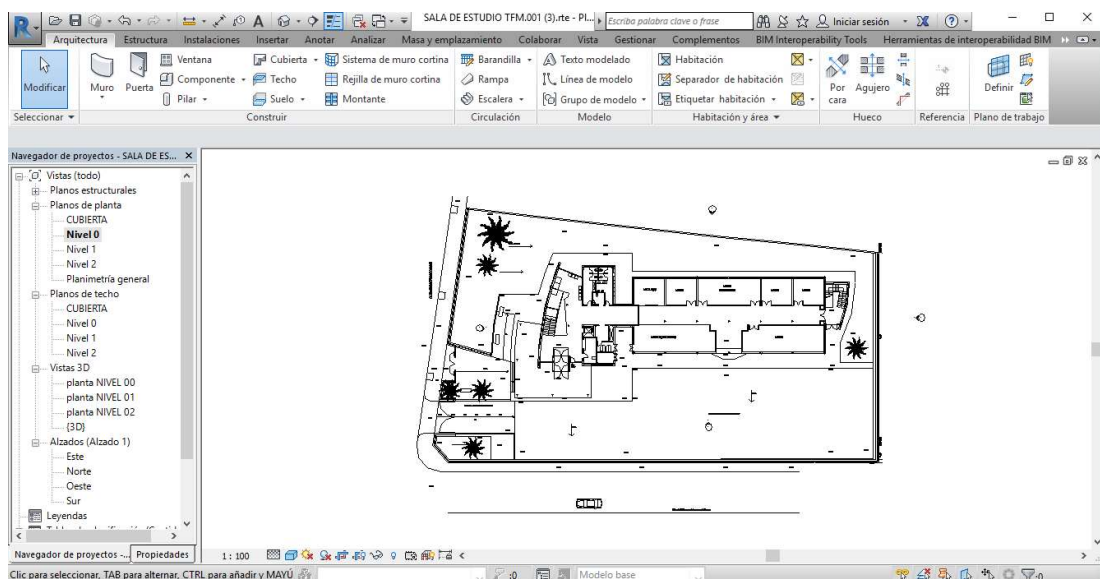 SALA DE ESTUDIO TFM.001 (3).rte - Pl...
Escriba palabra clave o frase
Iniciar sesión
Arquitectura Estructura Instalaciones Insertar Anotar Analizar Masa y emplazamiento Colaborar Vista Gestionar Complementos BIM Interoperability Tools Herramientas de interoperabilidad BIM
Modificar
Muro
Puerta
Ventana
Componente
Pilar
Cubierta
Techo
Suelo
Sistema de muro cortina
Rejilla de muro cortina
Montante
Barandilla
Rampa
Escalera
Texto modelado
Línea de modelo
Grupo de modelo
Habitación
Separador de habitación
Etiquetar habitación
Por cara
Agujero
Definir
Seleccionar Construir Circulación Modelo Habitación y área Hueco Referencia Plano de trabajo
Navegador de proyectos - SALA DE ES...
Vistas (todo)
Planos estructurales
Planos de planta
CUBIERTA
Nivel 0
Nivel 1
Nivel 2
Planimetría general
Planos de techo
CUBIERTA
Nivel 0
Nivel 1
Nivel 2
Vistas 3D
planta NIVEL 00
planta NIVEL 01
planta NIVEL 02
{3D}
Alzados (Alzado 1)
Este
Norte
Oeste
Sur
Leyendas
Navegador de proyectos -... Propiedades
1 : 100
Clic para seleccionar, TAB para alternar, CTRL para añadir y MAYÚ
:0
Modelo base
:0